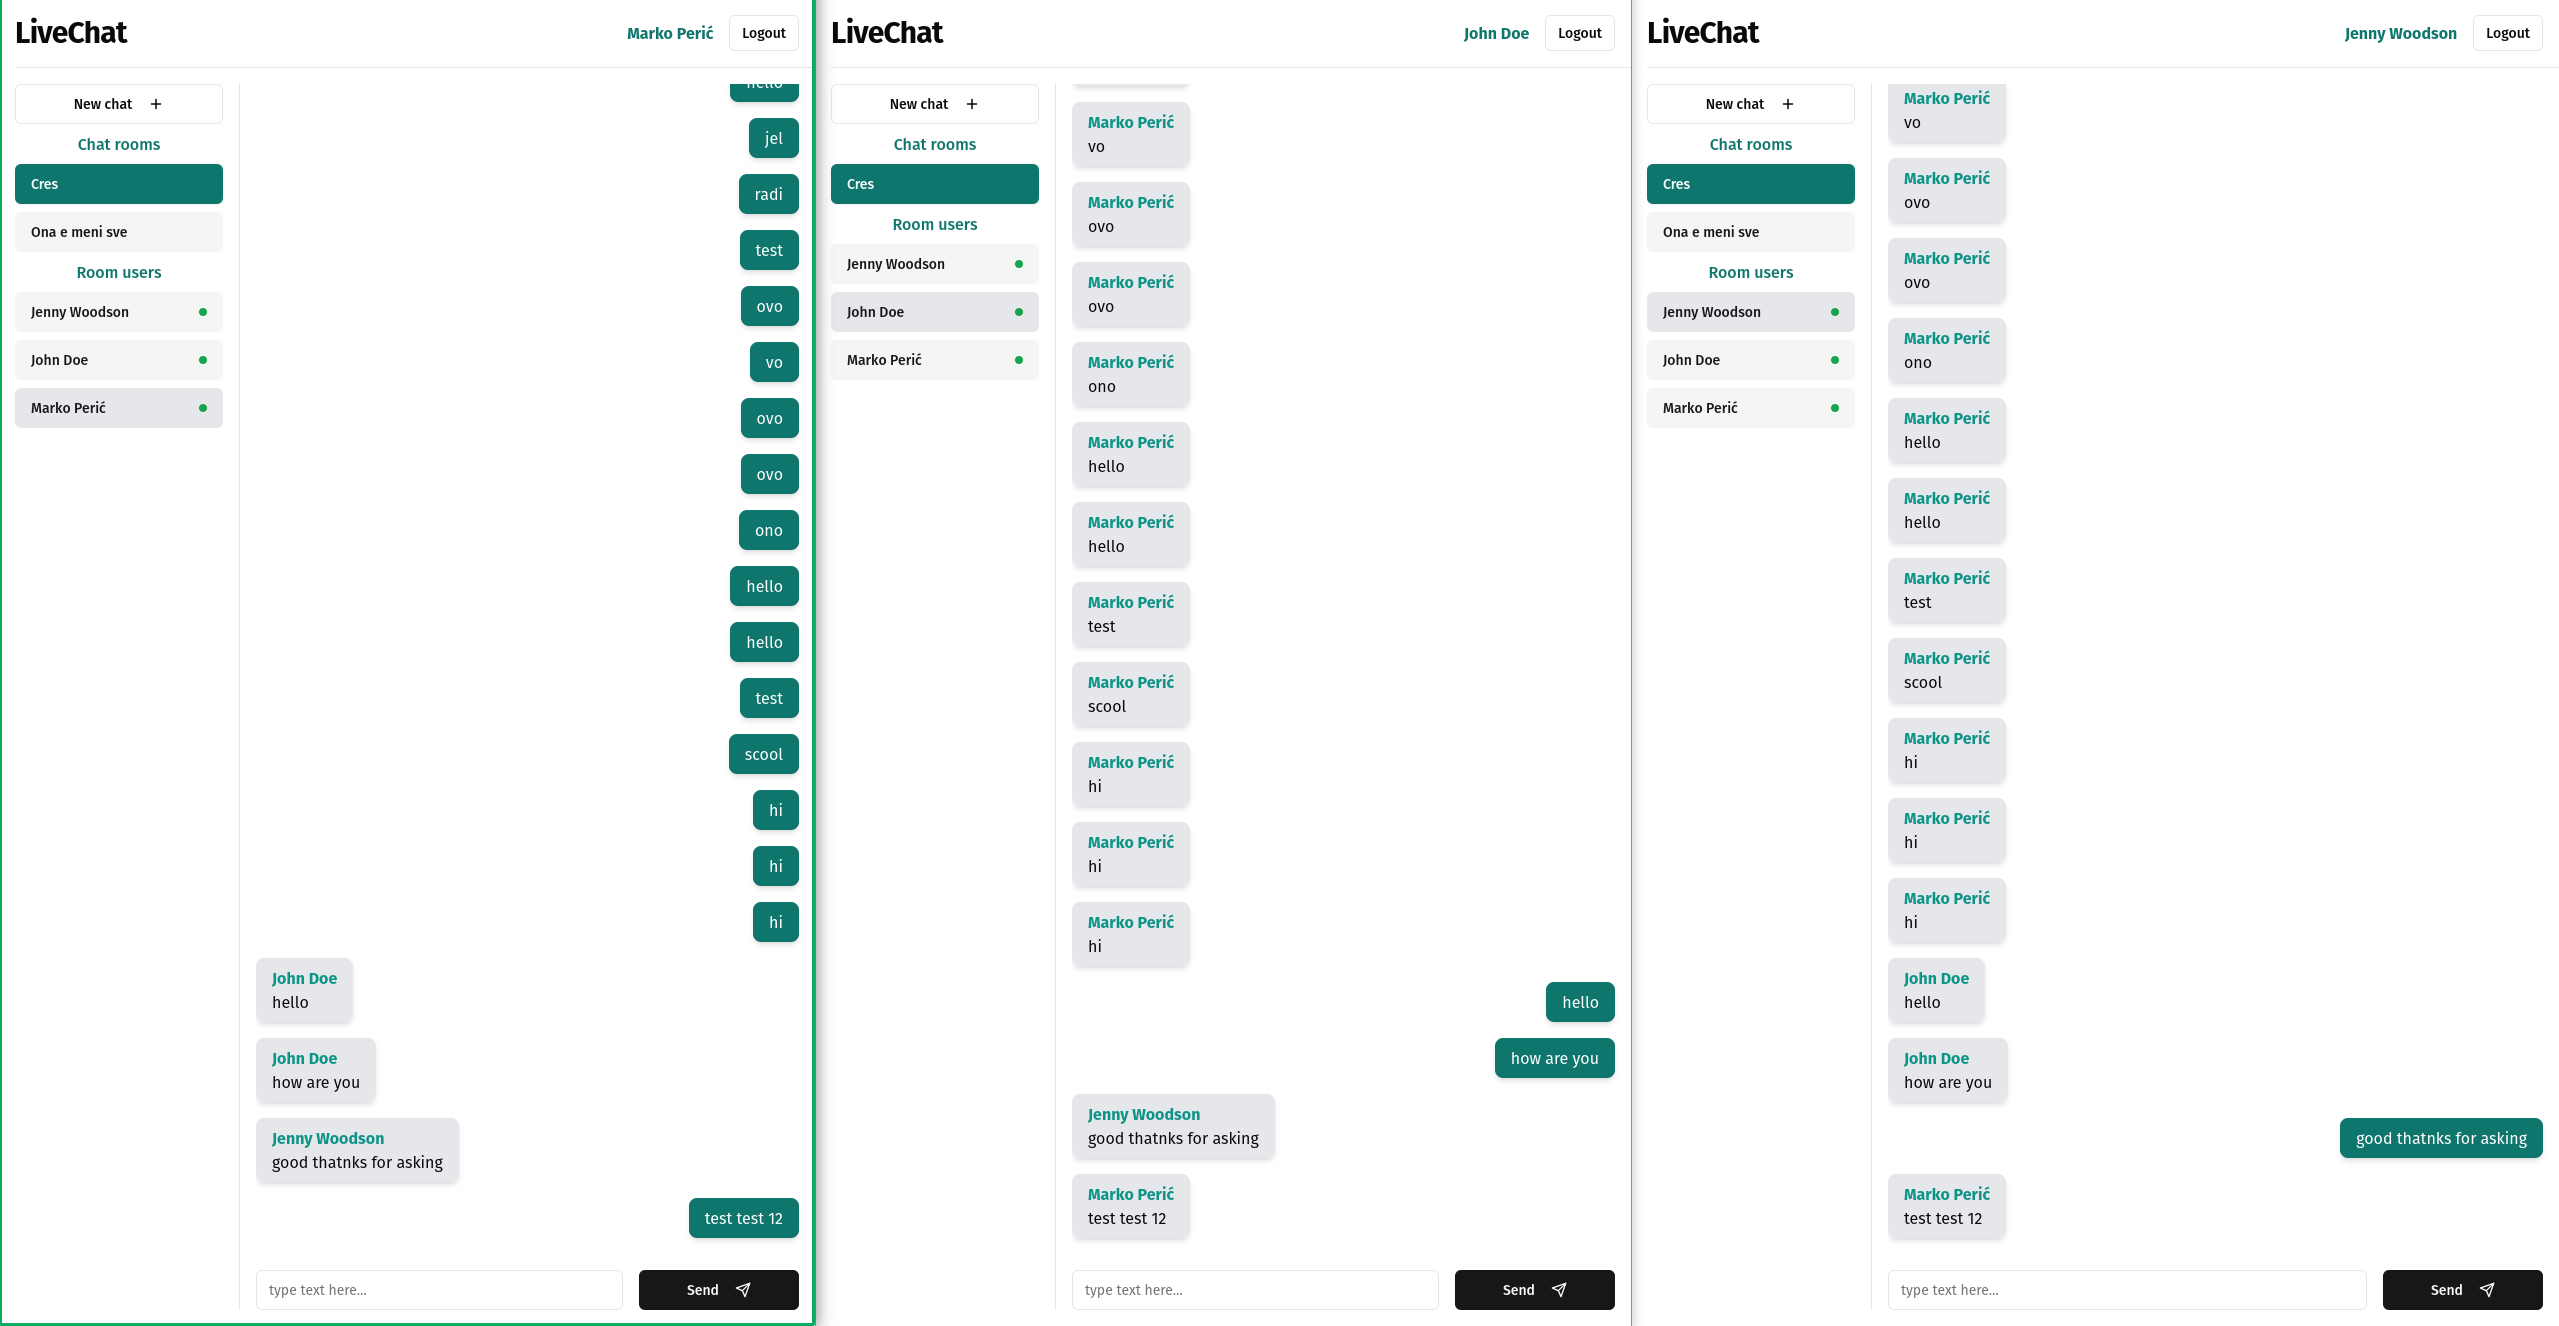 LiveChat
Marko Perić
Logout
New chat
Chat rooms
Cres
Ona e meni sve
Room users
Jenny Woodson
John Doe
Marko Perić
hello
jel
radi
test
ovo
vo
ovo
ovo
ono
hello
hello
test
scool
hi
hi
hi
John Doe
hello
John Doe
how are you
Jenny Woodson
good thatnks for asking
test test 12
type text here...
Send
LiveChat
John Doe
Logout
New chat
Chat rooms
Cres
Room users
Jenny Woodson
John Doe
Marko Perić
Marko Perić
vo
Marko Perić
ovo
Marko Perić
ovo
Marko Perić
ono
Marko Perić
hello
Marko Perić
hello
Marko Perić
test
Marko Perić
scool
Marko Perić
hi
Marko Perić
hi
Marko Perić
hi
hello
how are you
Jenny Woodson
good thatnks for asking
Marko Perić
test test 12
type text here...
Send
LiveChat
Jenny Woodson
Logout
New chat
Chat rooms
Cres
Ona e meni sve
Room users
Jenny Woodson
John Doe
Marko Perić
Marko Perić
vo
Marko Perić
ovo
Marko Perić
ovo
Marko Perić
ono
Marko Perić
hello
Marko Perić
hello
Marko Perić
test
Marko Perić
scool
Marko Perić
hi
Marko Perić
hi
Marko Perić
hi
John Doe
hello
John Doe
how are you
good thatnks for asking
Marko Perić
test test 12
type text here...
Send